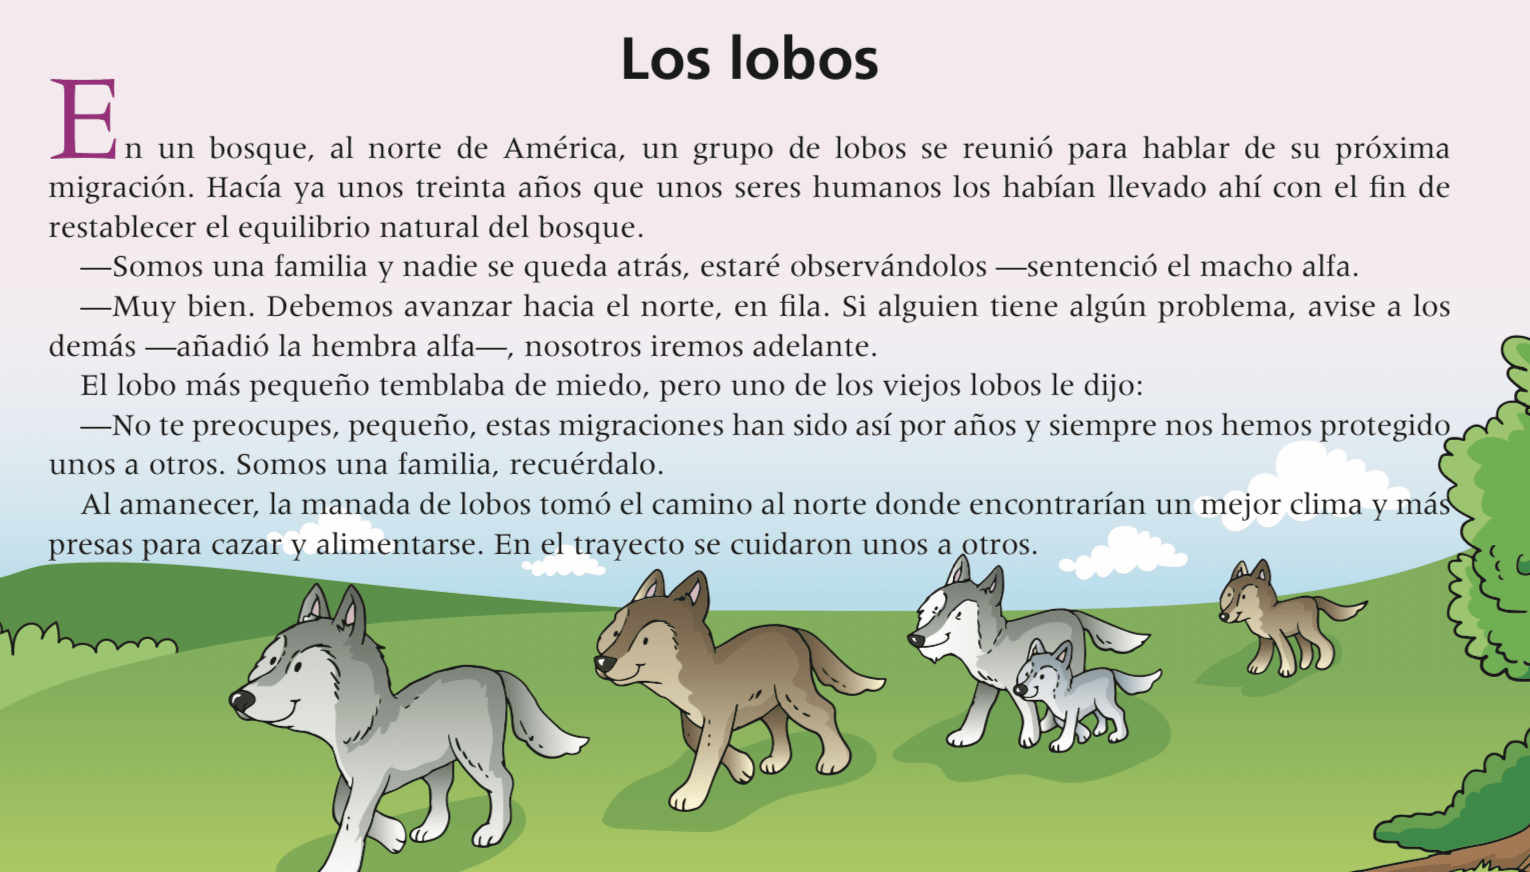 Los lobos
En un bosque, al norte de América, un grupo de lobos se reunió para hablar de su próxima
migración. Hacía ya unos treinta años que unos seres humanos los habían llevado ahí con el fin de
restablecer el equilibrio natural del bosque.
—Somos una familia y nadie se queda atrás, estaré observándolos —sentenció el macho alfa.
—Muy bien. Debemos avanzar hacia el norte, en fila. Si alguien tiene algún problema, avise a los
demás —añadió la hembra alfa—, nosotros iremos adelante.
El lobo más pequeño temblaba de miedo, pero uno de los viejos lobos le dijo:
—No te preocupes, pequeño, estas migraciones han sido así por años y siempre nos hemos protegido
unos a otros. Somos una familia, recuérdalo.
Al amanecer, la manada de lobos tomó el camino al norte donde encontrarían un mejor clima y más
presas para cazar y alimentarse. En el trayecto se cuidaron unos a otros.